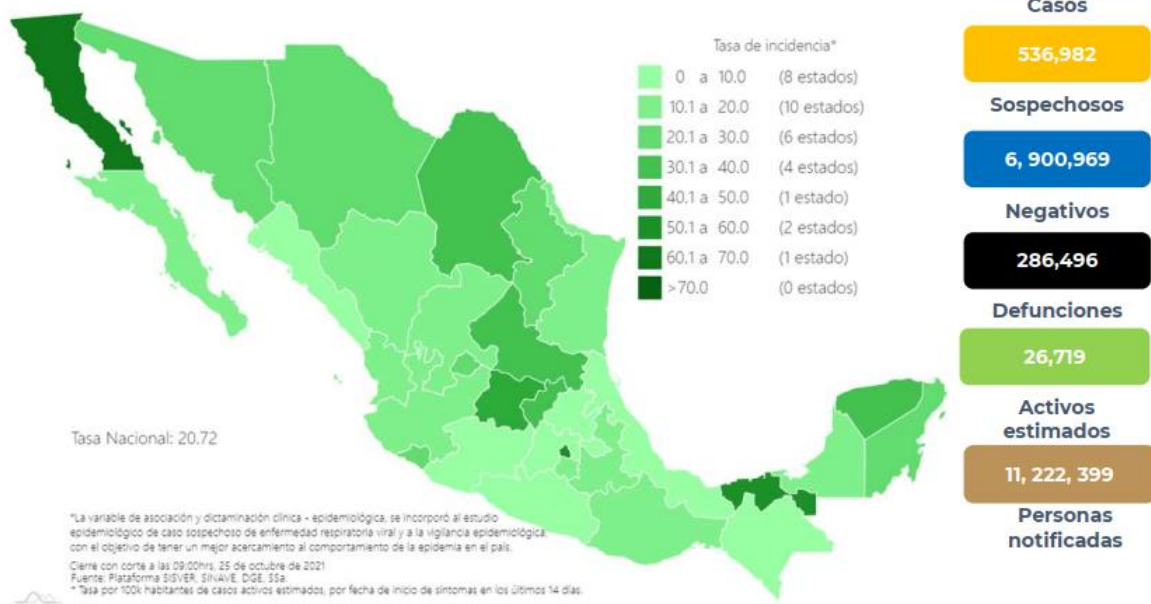 Tasa de incidencia*
0 a 10.0 (8 estados)
10.1 a 20.0 (10 estados)
20.1 a 30.0 (6 estados)
30.1 a 40.0 (4 estados)
40.1 a 50.0 (1 estado)
50.1 a 60.0 (2 estados)
60.1 a 70.0 (1 estado)
>70.0 (0 estados)
Tasa Nacional: 20.72
*La variable de asociación y dictaminación clínica - epidemiológica, se incorporó al estudio
epidemiológico de caso sospechoso de enfermedad respiratoria viral y a la vigilancia epidemiológica,
con el objetivo de tener un mejor acercamiento al comportamiento de la epidemia en el país.
Cierre con corte a las 09:00hrs, 25 de octubre de 2021
Fuente: Plataforma SISVER, SINAVE, DGE, SSa.
* Tasa por 100k habitantes de casos activos estimados, por fecha de inicio de síntomas en los últimos 14 días.
Casos
536,982
Sospechosos
6, 900,969
Negativos
286,496
Defunciones
26,719
Activos
estimados
11, 222, 399
Personas
notificadas